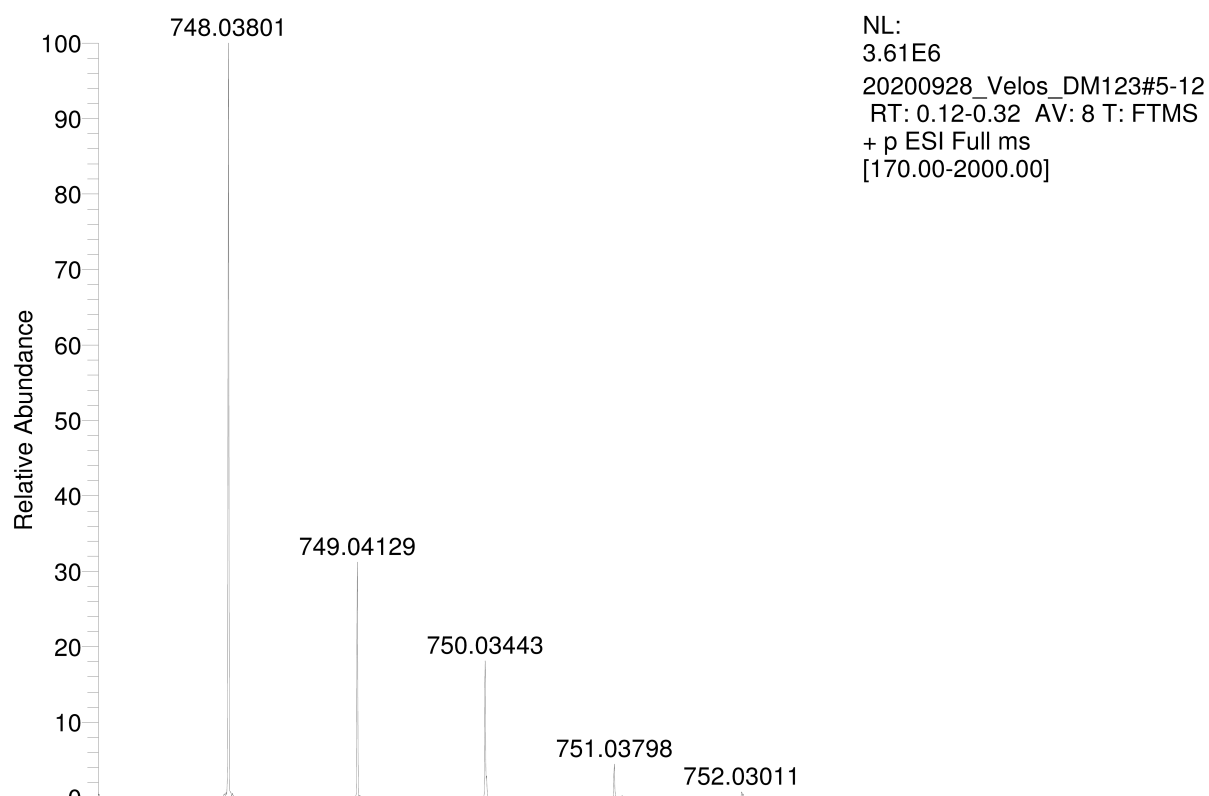 748.03801
NL:
3.61E6
20200928_Velos_DM123#5-12
RT: 0.12-0.32 AV: 8 T: FTMS
+ p ESI Full ms
[170.00-2000.00]
100
90
80
70
60
Relative Abundance
50
40
749.04129
30
750.03443
20
10
751.03798
752.03011
0